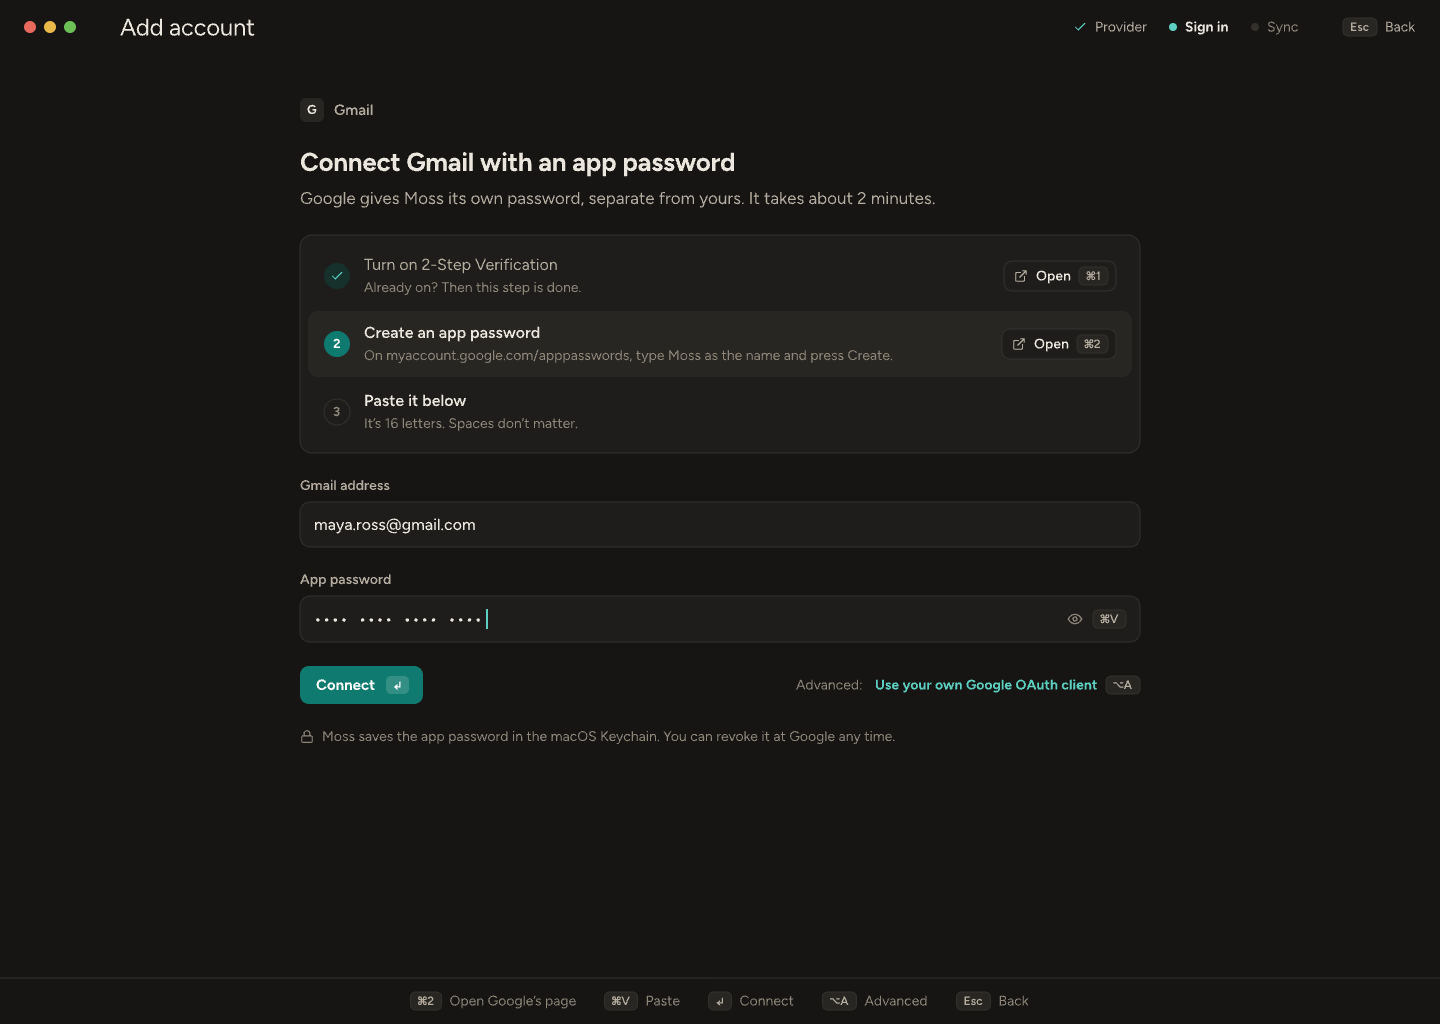 Add account
Provider
Sign in
Sync
Esc Back
G Gmail
Connect Gmail with an app password
Google gives Moss its own password, separate from yours. It takes about 2 minutes.
Turn on 2-Step Verification
Already on? Then this step is done.
Open ⌘1
2
Create an app password
On myaccount.google.com/apppasswords, type Moss as the name and press Create.
Open ⌘2
3
Paste it below
It’s 16 letters. Spaces don’t matter.
Gmail address
maya.ross@gmail.com
App password
•••• •••• •••• ••••
⌘V
Connect ↲
Advanced: Use your own Google OAuth client ⌥A
Moss saves the app password in the macOS Keychain. You can revoke it at Google any time.
⌘2 Open Google’s page ⌘V Paste ↲ Connect ⌥A Advanced Esc Back